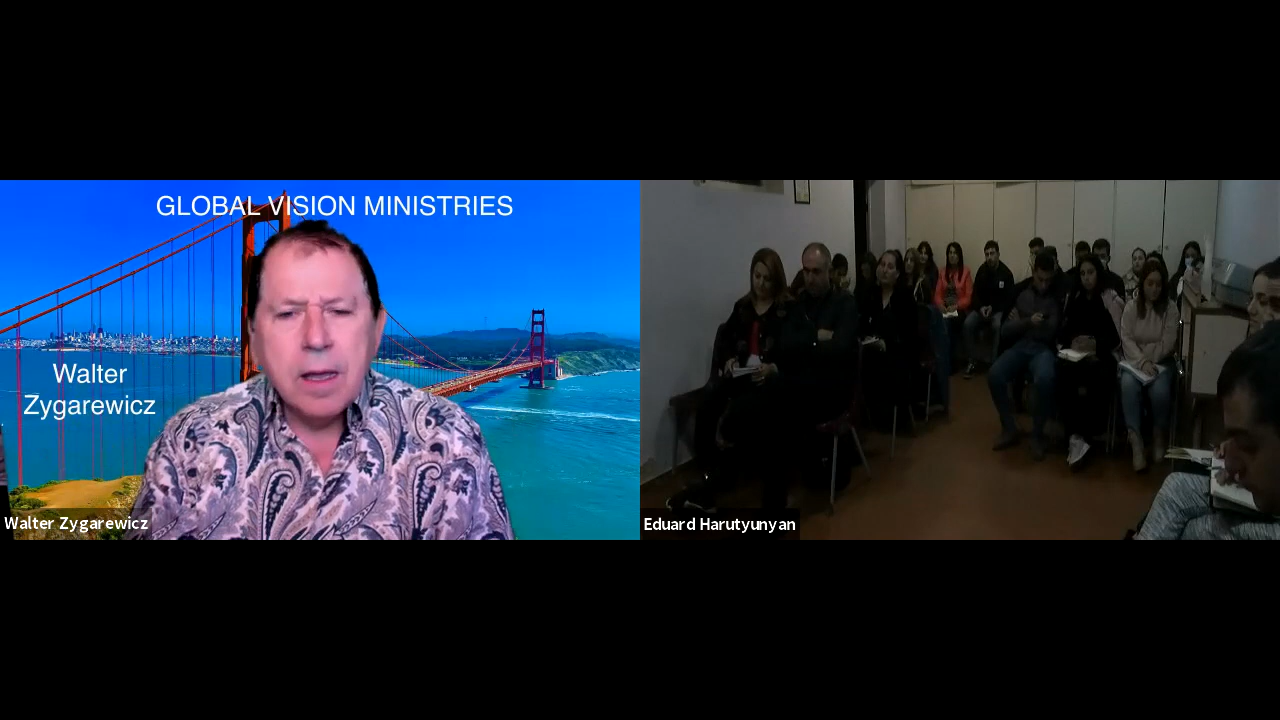 GLOBAL VISION MINISTRIES
Walter
Zygarewicz
Walter Zygarewicz
Eduard Harutyunyan